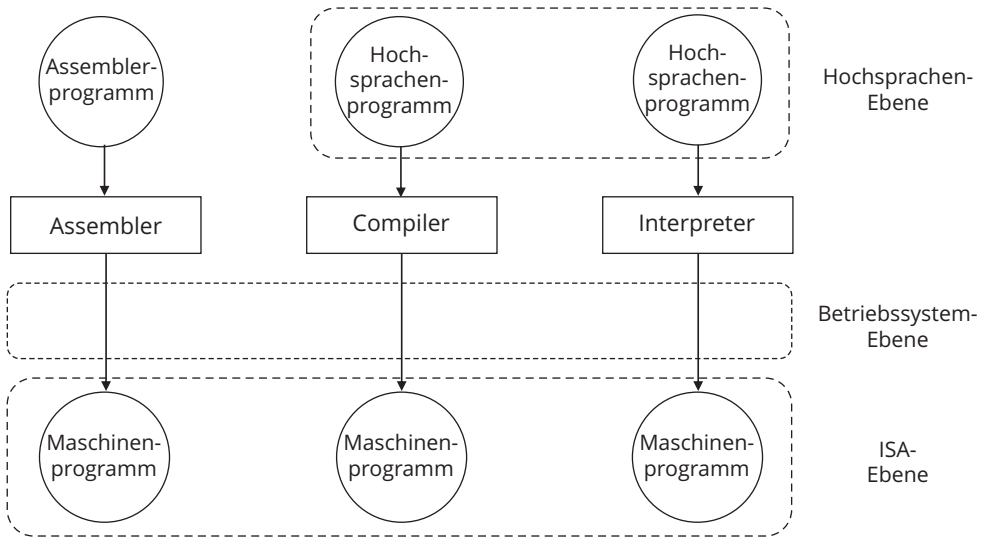 Assembler-
programm
Hoch-
sprachen-
programm
Hoch-
sprachen-
programm
Hochsprachen-
Ebene
Assembler
Compiler
Interpreter
Betriebssystem-
Ebene
Maschinen-
programm
Maschinen-
programm
Maschinen-
programm
ISA-
Ebene